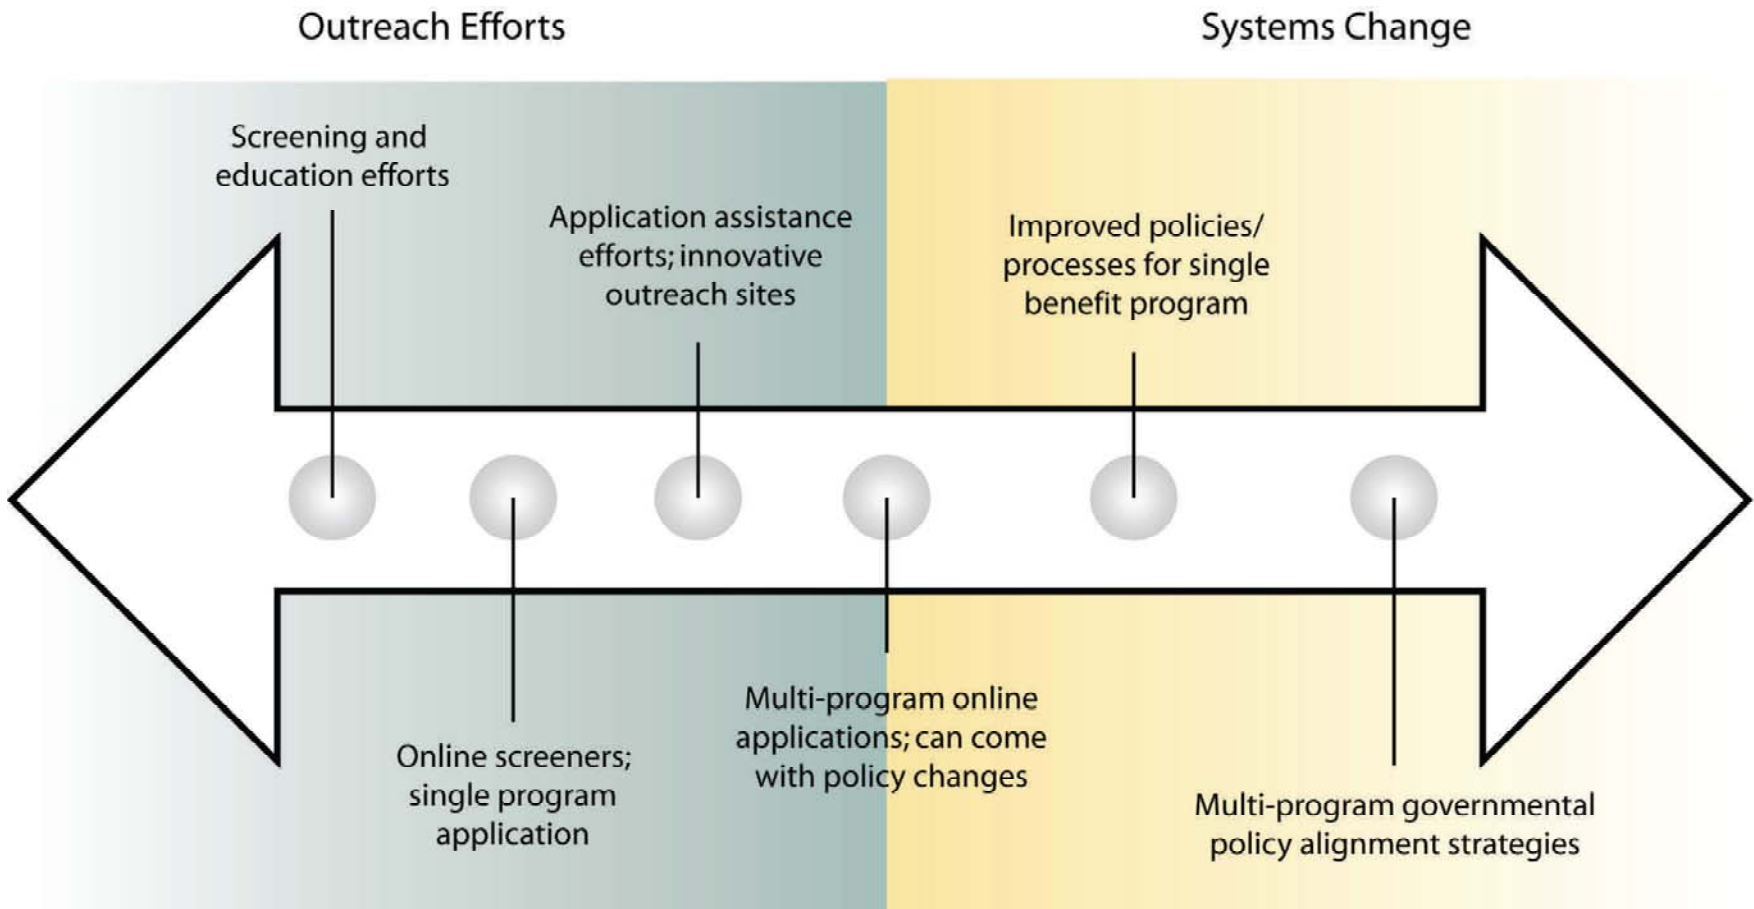 Outreach Efforts
Systems Change
Screening and
education efforts
Application assistance
efforts; innovative
outreach sites
Improved policies/
processes for single
benefit program
Online screeners;
single program
application
Multi-program online
applications; can come
with policy changes
Multi-program governmental
policy alignment strategies